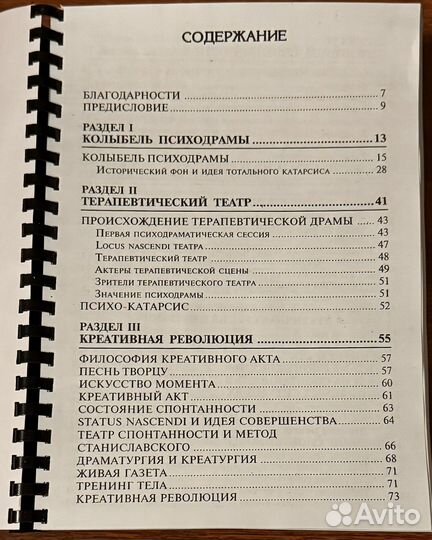 СОДЕРЖАНИЕ
БЛАГОДАРНОСТИ 7
ПРЕДИСЛОВИЕ 9
РАЗДЕЛ I
КОЛЫБЕЛЬ ПСИХОДРАМЫ 13
КОЛЫБЕЛЬ ПСИХОДРАМЫ 15
Исторический фон и идея тотального катарсиса 28
РАЗДЕЛ II
ТЕРАПЕВТИЧЕСКИЙ ТЕАТР 41
ПРОИСХОЖДЕНИЕ ТЕРАПЕВТИЧЕСКОЙ ДРАМЫ 43
Первая психодраматическая сессия 43
Locus nascendi театра 47
Терапевтический театр 48
Актеры терапевтической сцены 49
Зрители терапевтического театра 51
Значение психодрамы 51
ПСИХО-КАТАРСИС 52
РАЗДЕЛ III
КРЕАТИВНАЯ РЕВОЛЮЦИЯ 55
ФИЛОСОФИЯ КРЕАТИВНОГО АКТА 57
ПЕСНЬ ТВОРЦУ 57
ИСКУССТВО МОМЕНТА 60
КРЕАТИВНЫЙ АКТ 61
СОСТОЯНИЕ СПОНТАННОСТИ 63
STATUS NASCENDI И ИДЕЯ СОВЕРШЕНСТВА 64
ТЕАТР СПОНТАННОСТИ И МЕТОД
СТАНИСЛАВСКОГО 66
ДРАМАТУРГИЯ И КРЕАТУРГИЯ 68
ЖИВАЯ ГАЗЕТА 71
ТРЕНИНГ ТЕЛА 71
КРЕАТИВНАЯ РЕВОЛЮЦИЯ 73
Avito